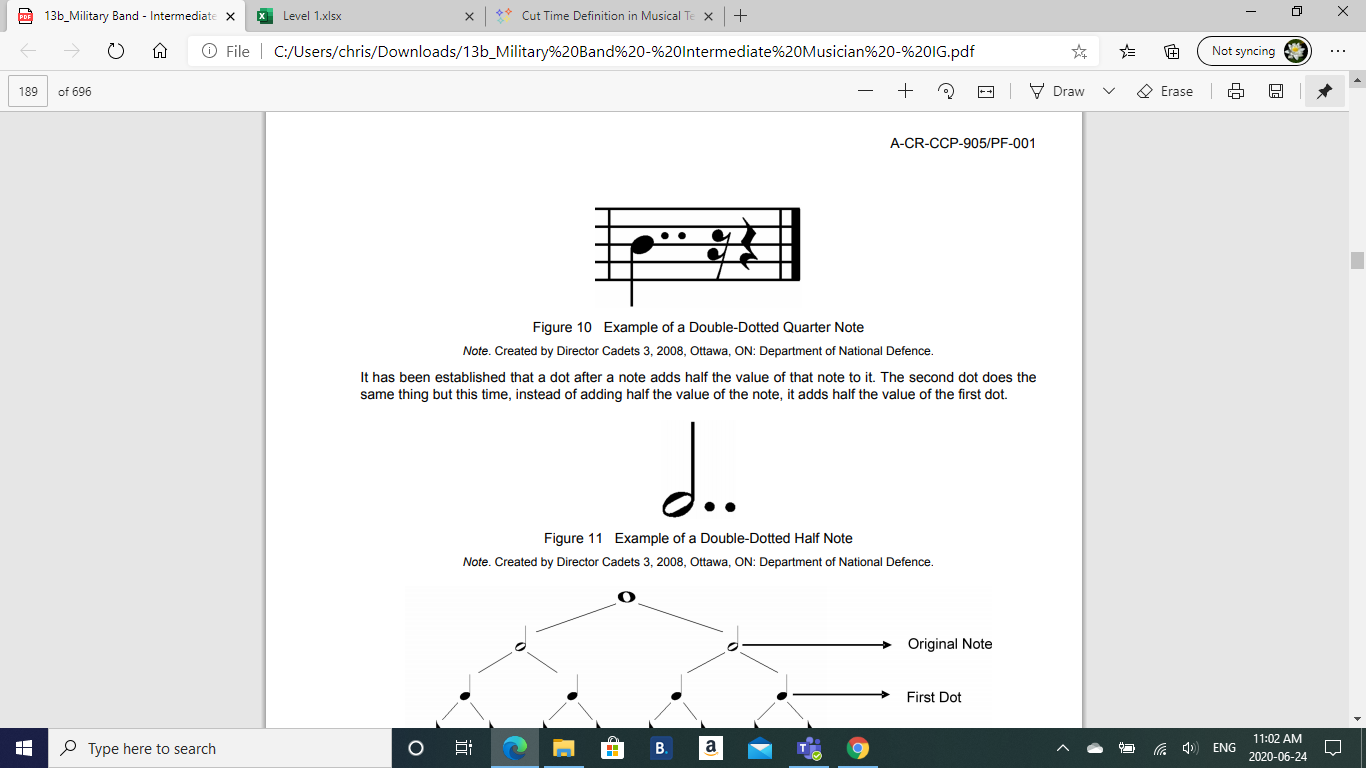 13b_Military Band - Intermediate
Level 1.xlsx
Cut Time Definition in Musical Te
File
C:/Users/chris/Downloads/13b_Military%20Band%20-%20Intermediate%20Musician%20-%20IG.pdf
Not syncing
189 of 696
Draw
Erase
A-CR-CCP-905/PF-001
Figure 10 Example of a Double-Dotted Quarter Note
Note. Created by Director Cadets 3, 2008, Ottawa, ON: Department of National Defence.
It has been established that a dot after a note adds half the value of that note to it. The second dot does the
same thing but this time, instead of adding half the value of the note, it adds half the value of the first dot.
Figure 11 Example of a Double-Dotted Half Note
Note. Created by Director Cadets 3, 2008, Ottawa, ON: Department of National Defence.
Original Note
First Dot
Type here to search
B.
a
ENG
11:02 AM
2020-06-24